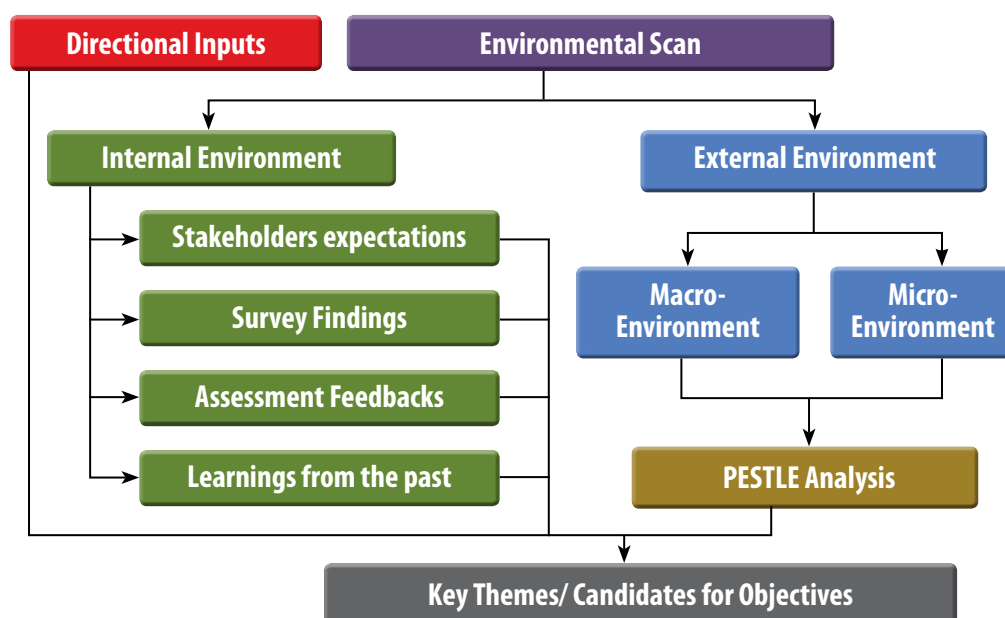 Directional Inputs
Environmental Scan
Internal Environment
External Environment
Stakeholders expectations
Survey Findings
Assessment Feedbacks
Learnings from the past
Macro-
Environment
Micro-
Environment
PESTLE Analysis
Key Themes/ Candidates for Objectives